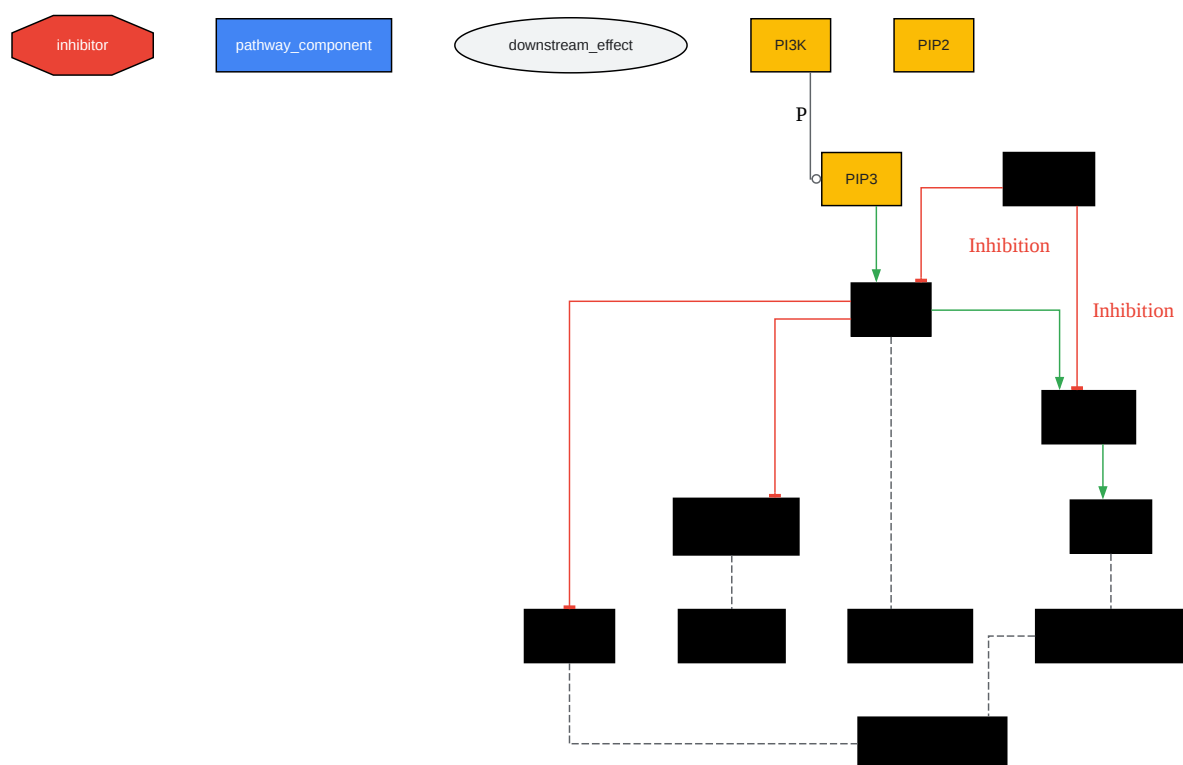 inhibitor
pathway_component
downstream_effect
PI3K
PIP2
P
PIP3
Inhibition
Inhibition